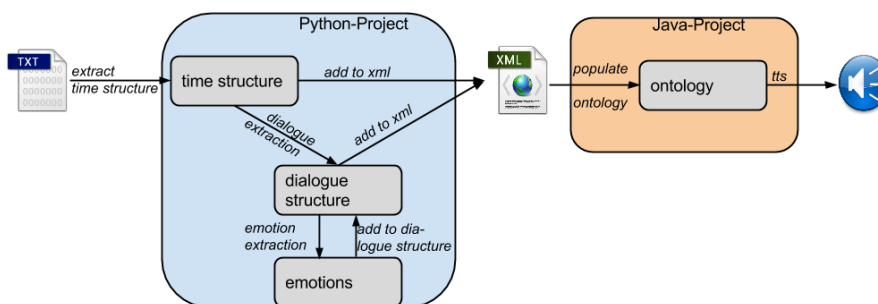 Python-Project
Java-Project
TXT
extract
time structure
time structure
add to xml
dialogue
extraction
add to xml
dialogue
structure
emotion
extraction
add to dia-
logue structure
emotions
XML
populate
ontology
ontology
tts